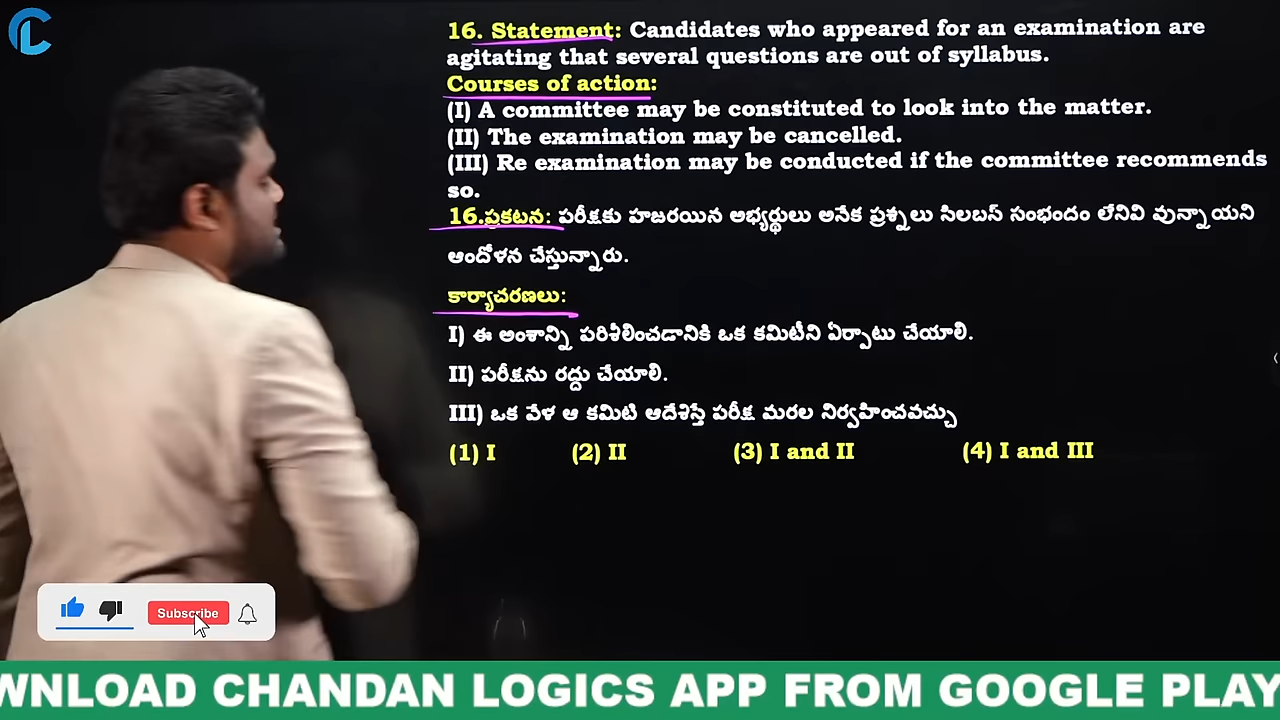 16. Statement: Candidates who appeared for an examination are
agitating that several questions are out of syllabus.
Courses of action:
(I) A committee may be constituted to look into the matter.
(II) The examination may be cancelled.
(III) Re examination may be conducted if the committee recommends
so.
16.ప్రకటన: పరీక్షకు హజరయిన అభ్యర్థులు అనేక ప్రశ్నలు సిలబస్ సంభందం లేనివి వున్నాయని
ఆందోళన చేస్తున్నారు.
కార్యాచరణలు:
I) ఈ అంశాన్ని పరిశీలించడానికి ఒక కమిటీని ఏర్పాటు చేయాలి.
II) పరీక్షను రద్దు చేయాలి.
III) ఒక వేళ ఆ కమిటి ఆదేశిస్తే పరీక్ష మరల నిర్వహించవచ్చు
(1) I (2) II (3) I and II (4) I and III
Subscribe
WNLOAD CHANDAN LOGICS APP FROM GOOGLE PLAY